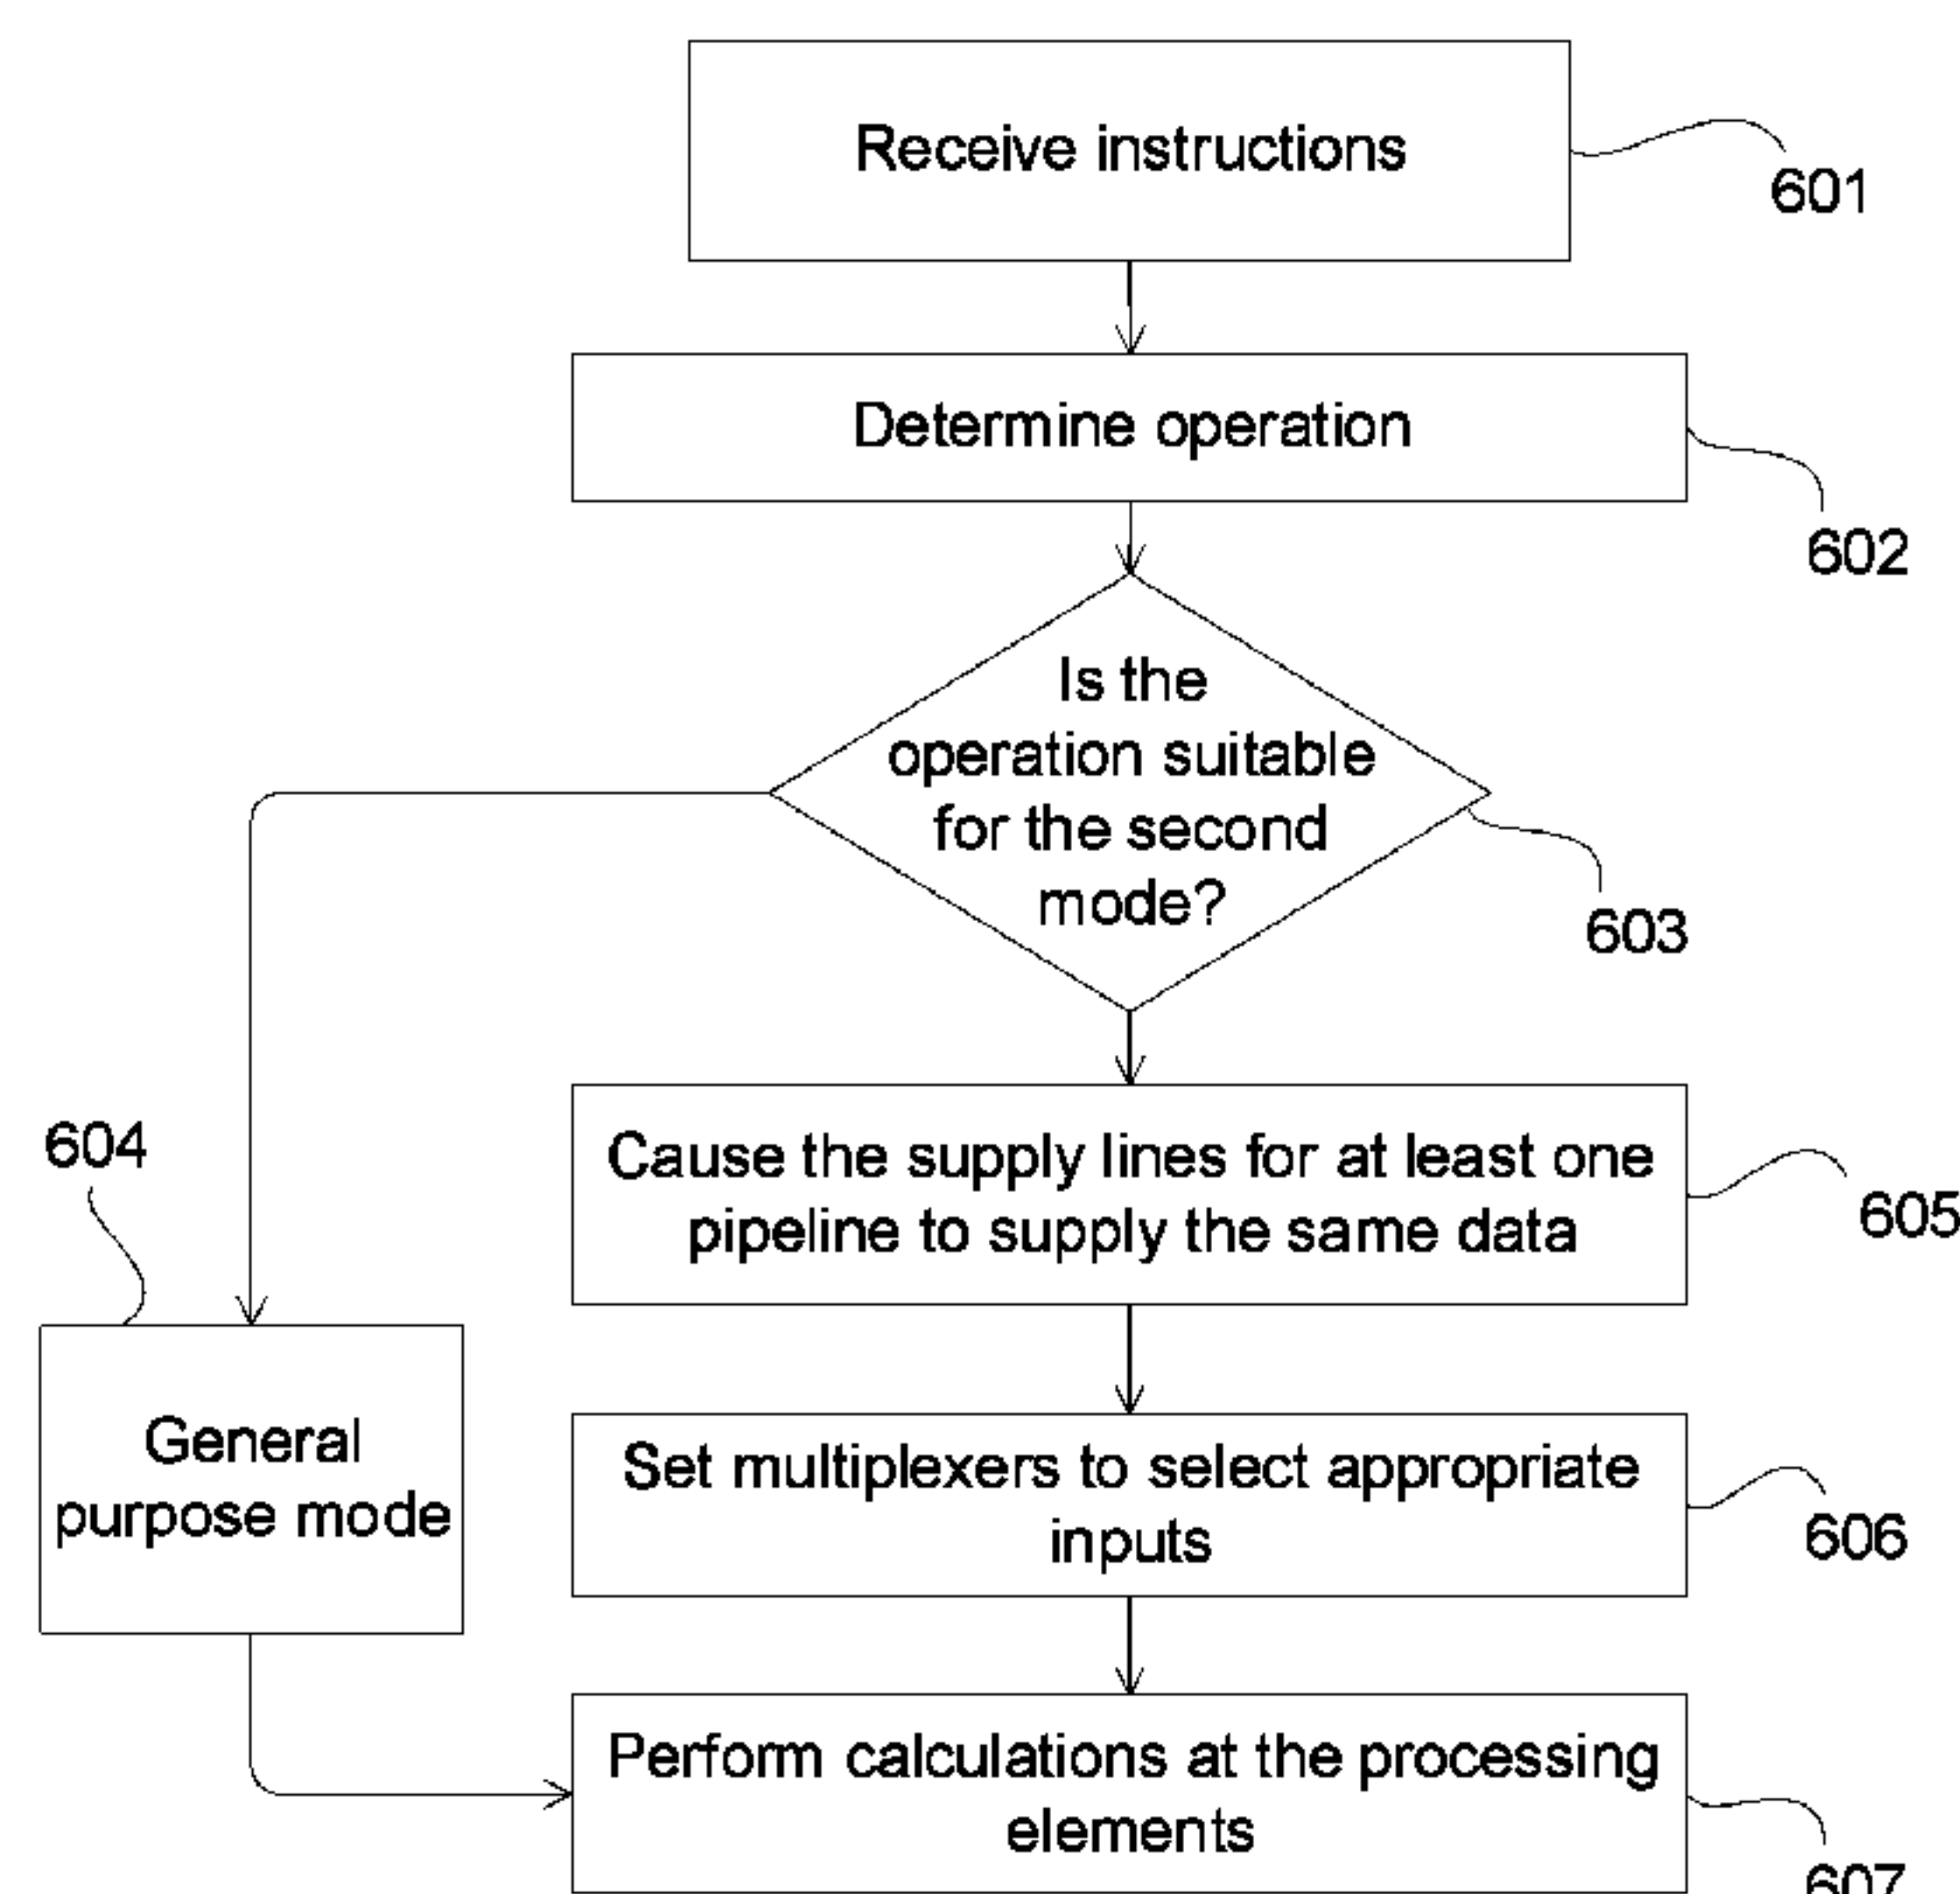 Receive instructions
601
Determine operation
602
Is the
operation suitable
for the second
mode?
603
Cause the supply lines for at least one
pipeline to supply the same data
605
604
General
purpose mode
Set multiplexers to select appropriate
inputs
606
Perform calculations at the processing
elements
607